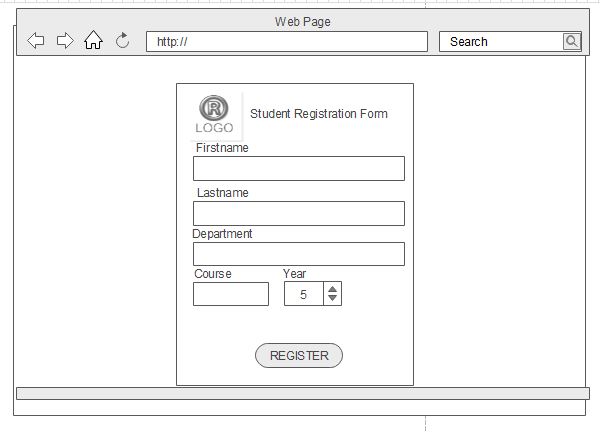 Web Page
http://
Search
R
LOGO
Student Registration Form
Firstname
Lastname
Department
Course Year
5
REGISTER